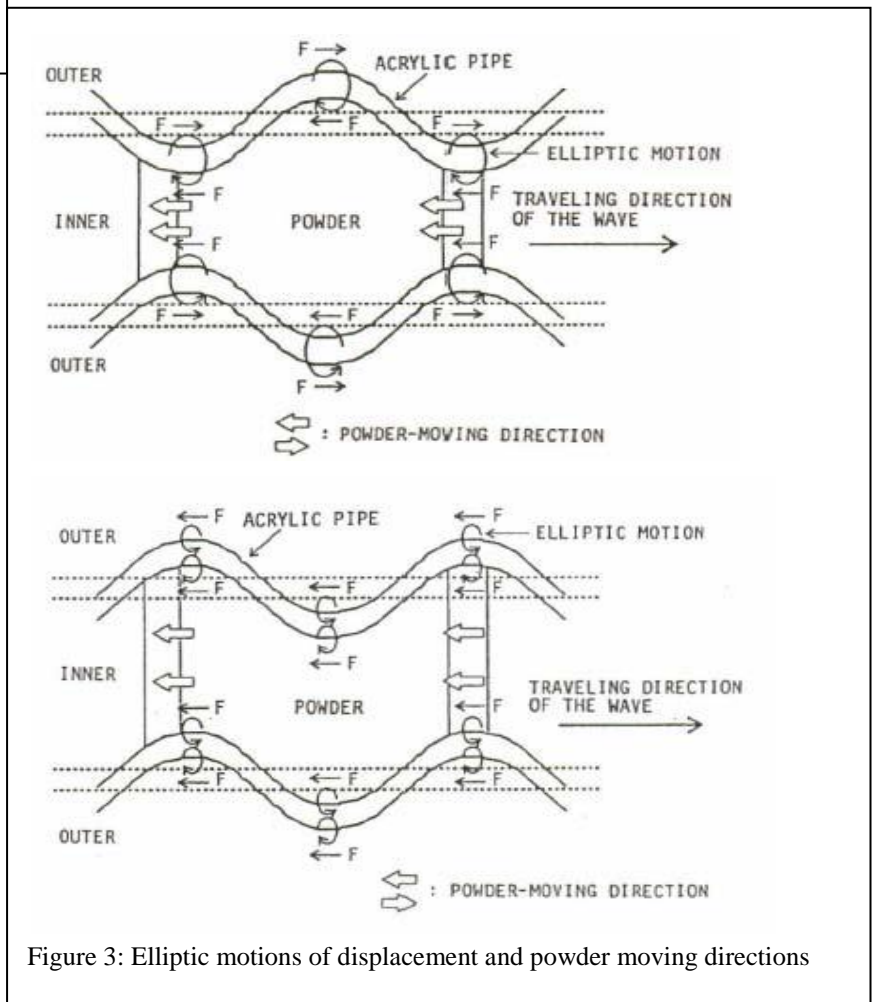 F →
ACRYLIC PIPE
OUTER
F → ← F F →
ELLIPTIC MOTION
← F ← F
TRAVELING DIRECTION
OF THE WAVE
INNER
POWDER
← F ← F
F → ← F F →
OUTER
F →
: POWDER-MOVING DIRECTION
← F ← F
ACRYLIC PIPE
OUTER
ELLIPTIC MOTION
← F ← F ← F
← F
INNER
TRAVELING DIRECTION
OF THE WAVE
← F POWDER ← F
← F ← F ← F
OUTER
← F
: POWDER-MOVING DIRECTION
Figure 3: Elliptic motions of displacement and powder moving directions